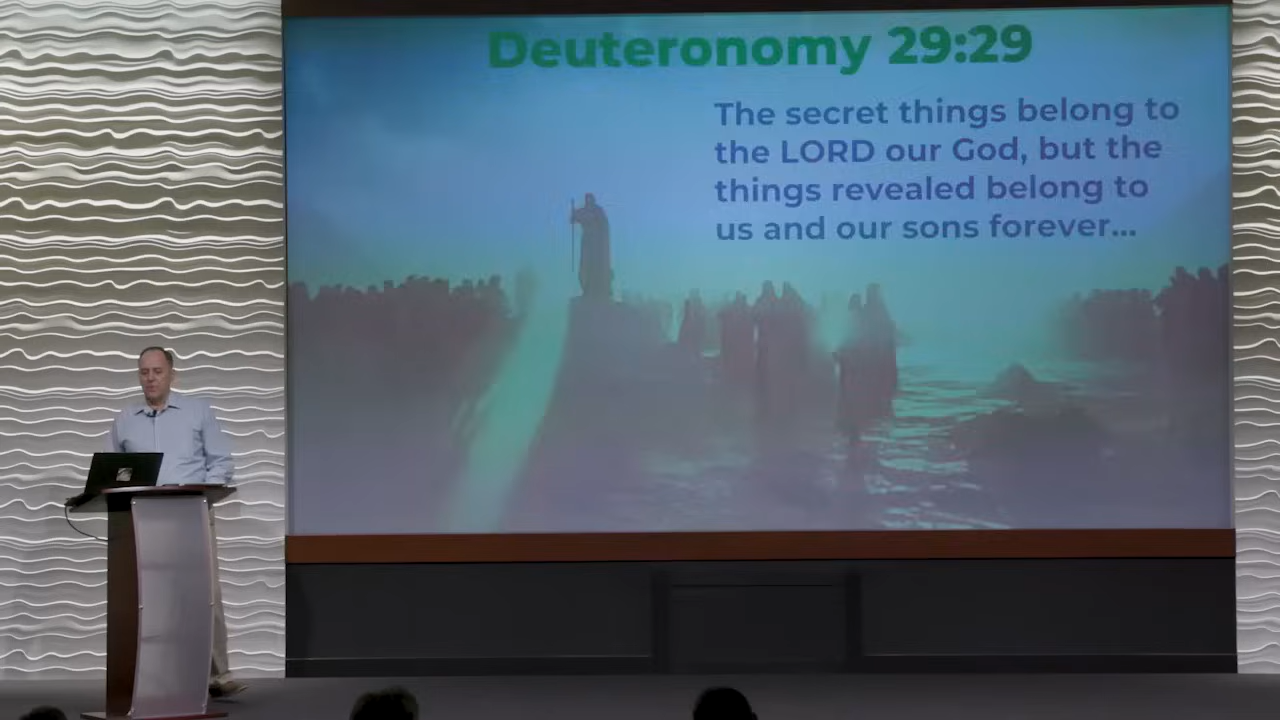 Deuteronomy 29:29
The secret things belong to
the LORD our God, but the
things revealed belong to
us and our sons forever...